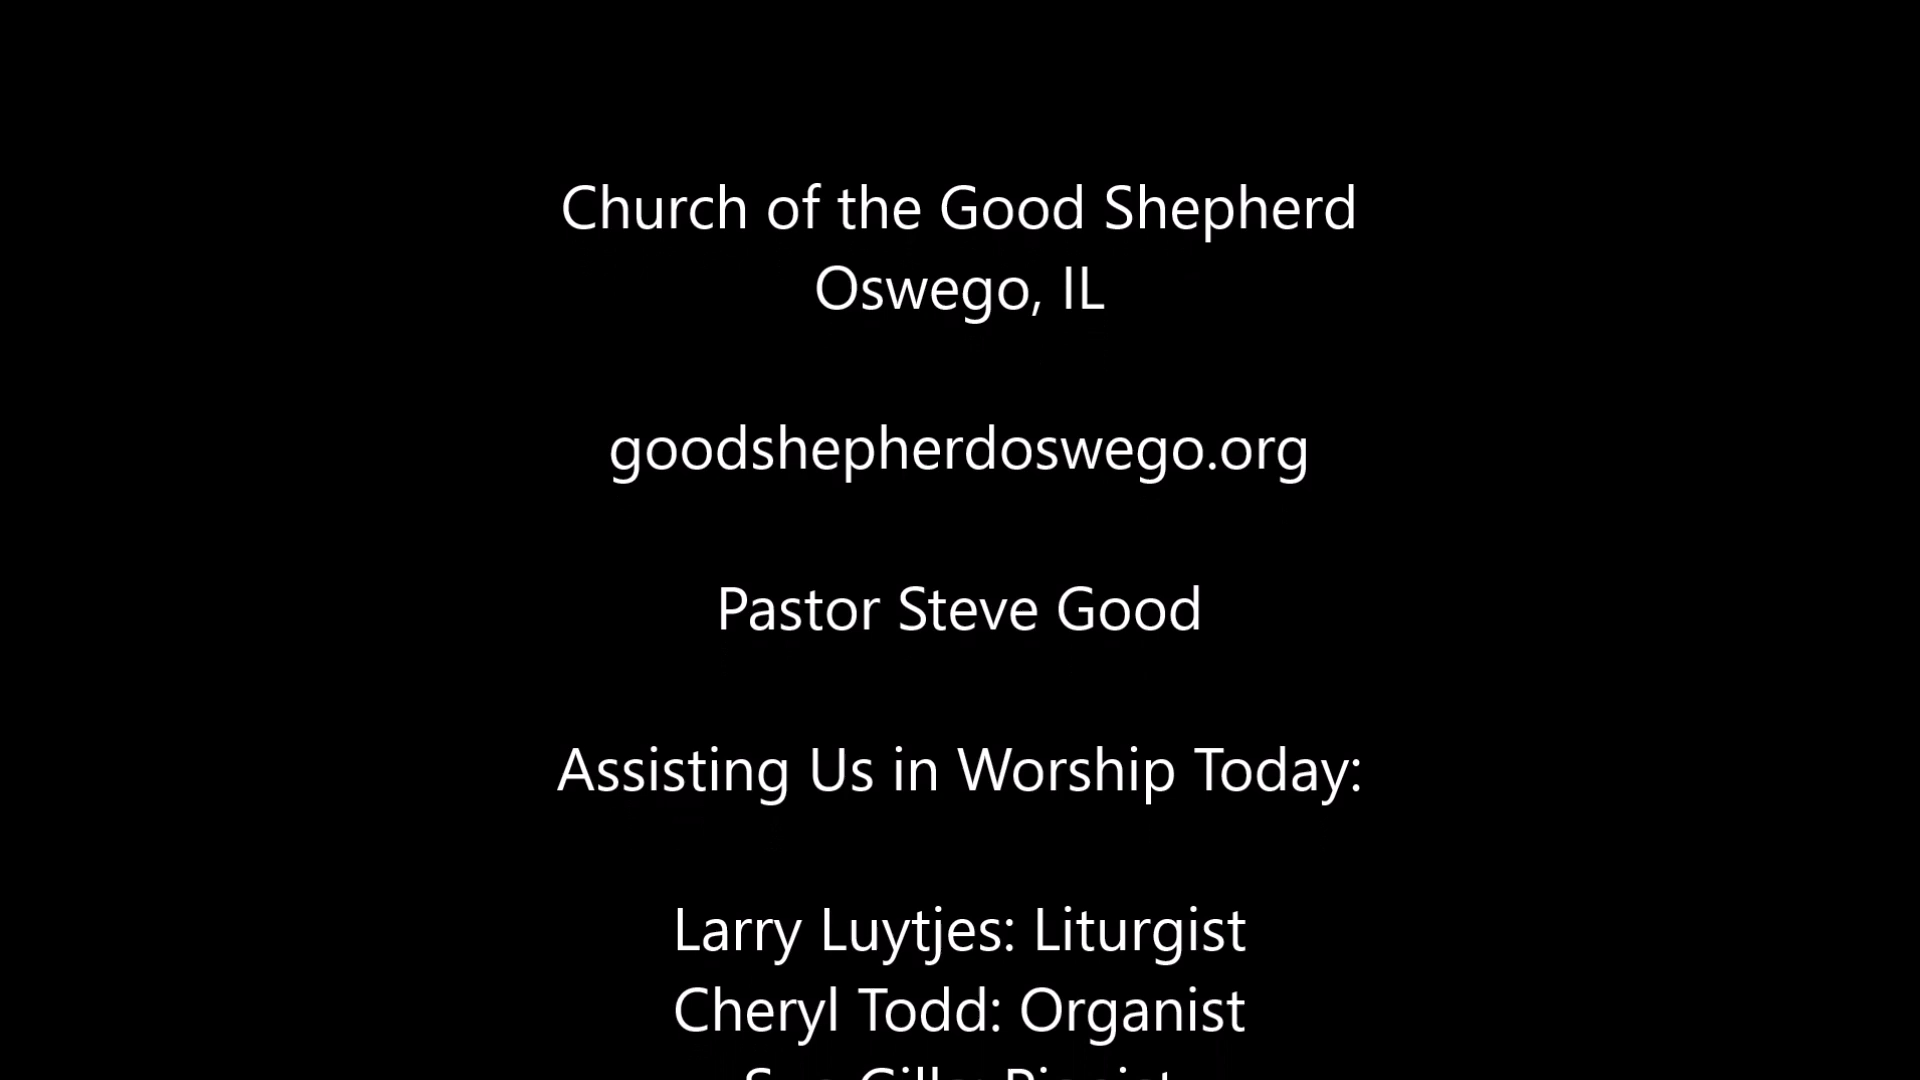 Church of the Good Shepherd
Oswego, IL
goodshepherdoswego.org
Pastor Steve Good
Assisting Us in Worship Today:
Larry Luytjes: Liturgist
Cheryl Todd: Organist